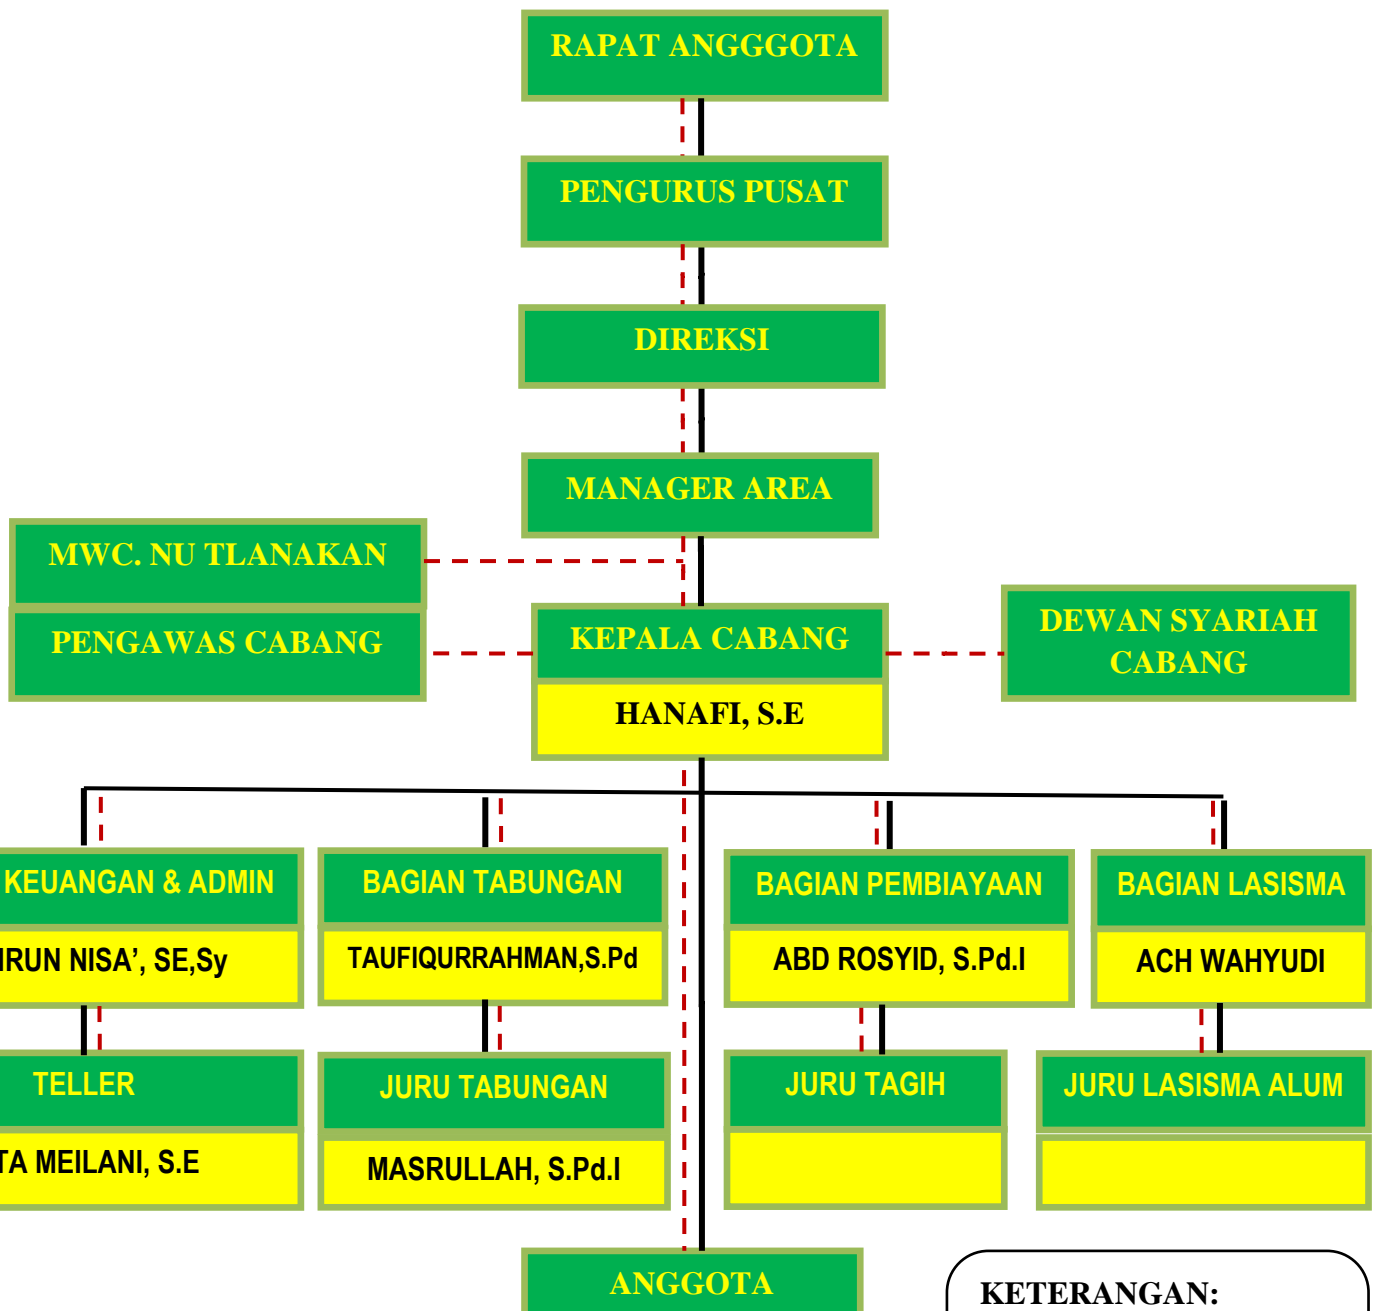 RAPAT ANGGGOTA
PENGURUS PUSAT
DIREKSI
MANAGER AREA
MWC. NU TLANAKAN
PENGAWAS CABANG
KEPALA CABANG
HANAFI, S.E
DEWAN SYARIAH
CABANG
KEUANGAN & ADMIN
NISA’, SE,Sy
BAGIAN TABUNGAN
TAUFIQURRAHMAN,S.Pd
BAGIAN PEMBIAYAAN
ABD ROSYID, S.Pd.I
BAGIAN LASISMA
ACH WAHYUDI
TELLER
MEILANI, S.E
JURU TABUNGAN
MASRULLAH, S.Pd.I
JURU TAGIH
JURU LASISMA ALUM
ANGGOTA
KETERANGAN: